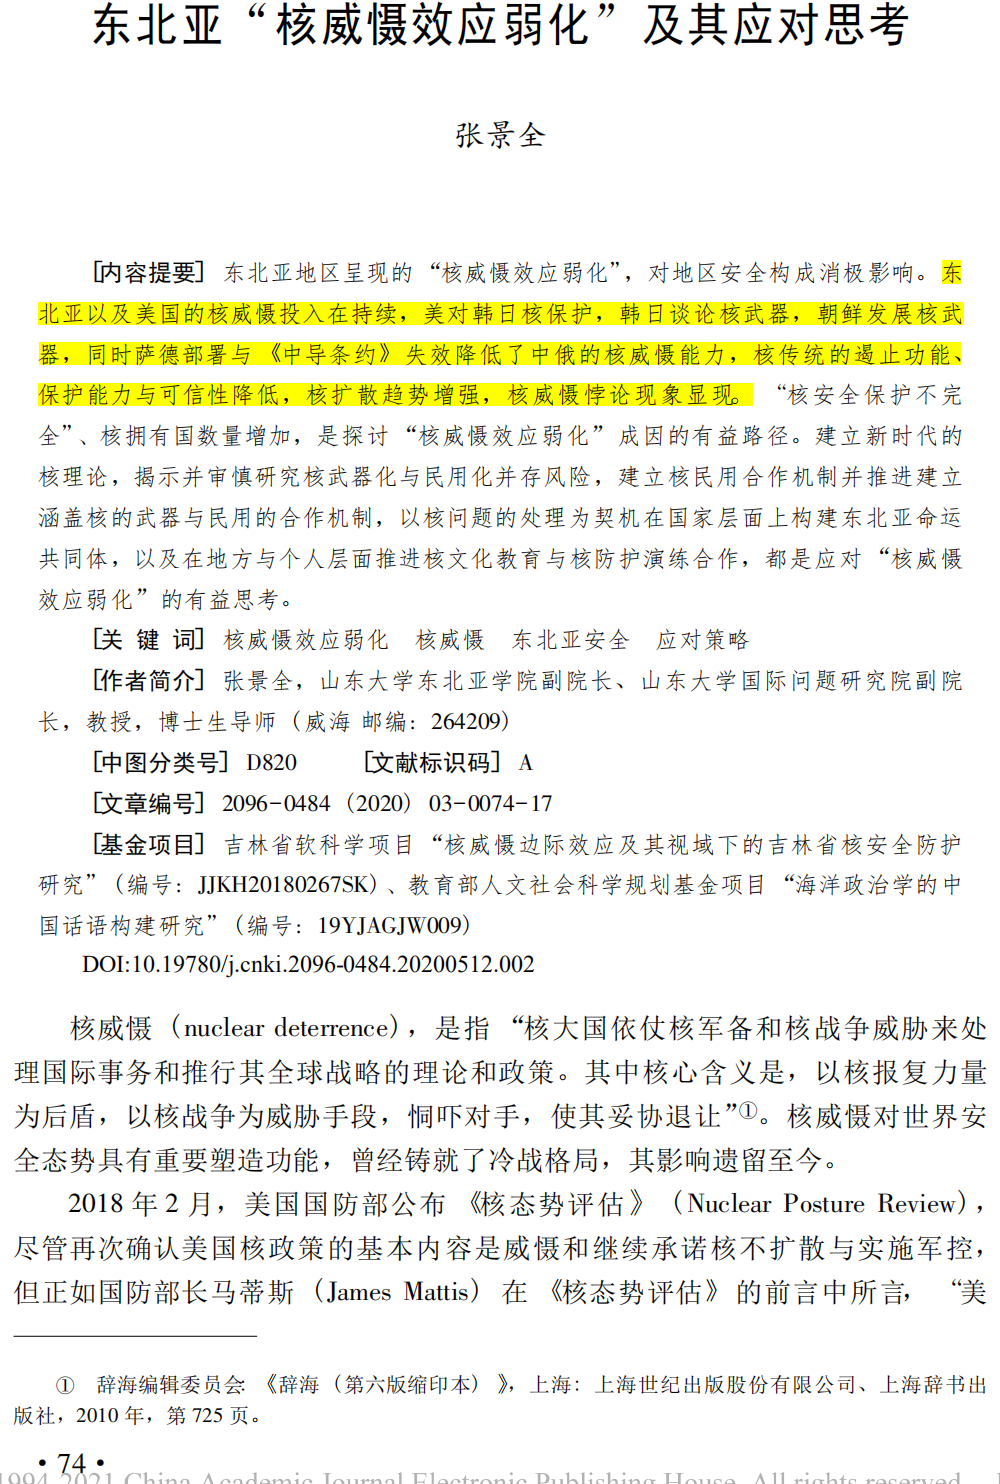 东北亚“核威慑效应弱化”及其应对思考
张景全
[内容提要] 东北亚地区呈现的“核威慑效应弱化”，对地区安全构成消极影响。东
北亚以及美国的核威慑投入在持续，美对韩日核保护，韩日谈论核武器，朝鲜发展核武
器，同时萨德部署与《中导条约》失效降低了中俄的核威慑能力，核传统的遏止功能、
保护能力与可信性降低，核扩散趋势增强，核威慑悖论现象显现。“核安全保护不完
全”、核拥有国数量增加，是探讨“核威慑效应弱化”成因的有益路径。建立新时代的
核理论，揭示并审慎研究核武器化与民用化并存风险，建立核民用合作机制并推进建立
涵盖核的武器与民用的合作机制，以核问题的处理为契机在国家层面上构建东北亚命运
共同体，以及在地方与个人层面推进核文化教育与核防护演练合作，都是应对“核威慑
效应弱化”的有益思考。
[关 键 词] 核威慑效应弱化 核威慑 东北亚安全 应对策略
[作者简介] 张景全，山东大学东北亚学院副院长、山东大学国际问题研究院副院
长，教授，博士生导师（威海 邮编：264209）
[中图分类号] D820 [文献标识码] A
[文章编号] 2096-0484（2020）03-0074-17
[基金项目] 吉林省软科学项目“核威慑边际效应及其视域下的吉林省核安全防护
研究”（编号：JJKH20180267SK）、教育部人文社会科学规划基金项目“海洋政治学的中
国话语构建研究”（编号：19YJAGJW009）
DOI:10.19780/j.cnki.2096-0484.20200512.002
核威慑（nuclear deterrence），是指“核大国依仗核军备和核战争威胁来处
理国际事务和推行其全球战略的理论和政策。其中核心含义是，以核报复力量
为后盾，以核战争为威胁手段，恫吓对手，使其妥协退让”①。核威慑对世界安
全态势具有重要塑造功能，曾经铸就了冷战格局，其影响遗留至今。
2018年2月，美国国防部公布《核态势评估》（Nuclear Posture Review），
尽管再次确认美国核政策的基本内容是威慑和继续承诺核不扩散与实施军控，
但正如国防部长马蒂斯（James Mattis）在《核态势评估》的前言中所言，“美
① 辞海编辑委员会：《辞海（第六版缩印本）》，上海：上海世纪出版股份有限公司、上海辞书出
版社，2010年，第725页。
·74·
1994-2021 China Academic Journal Electronic Publishing House. All rights reserved.